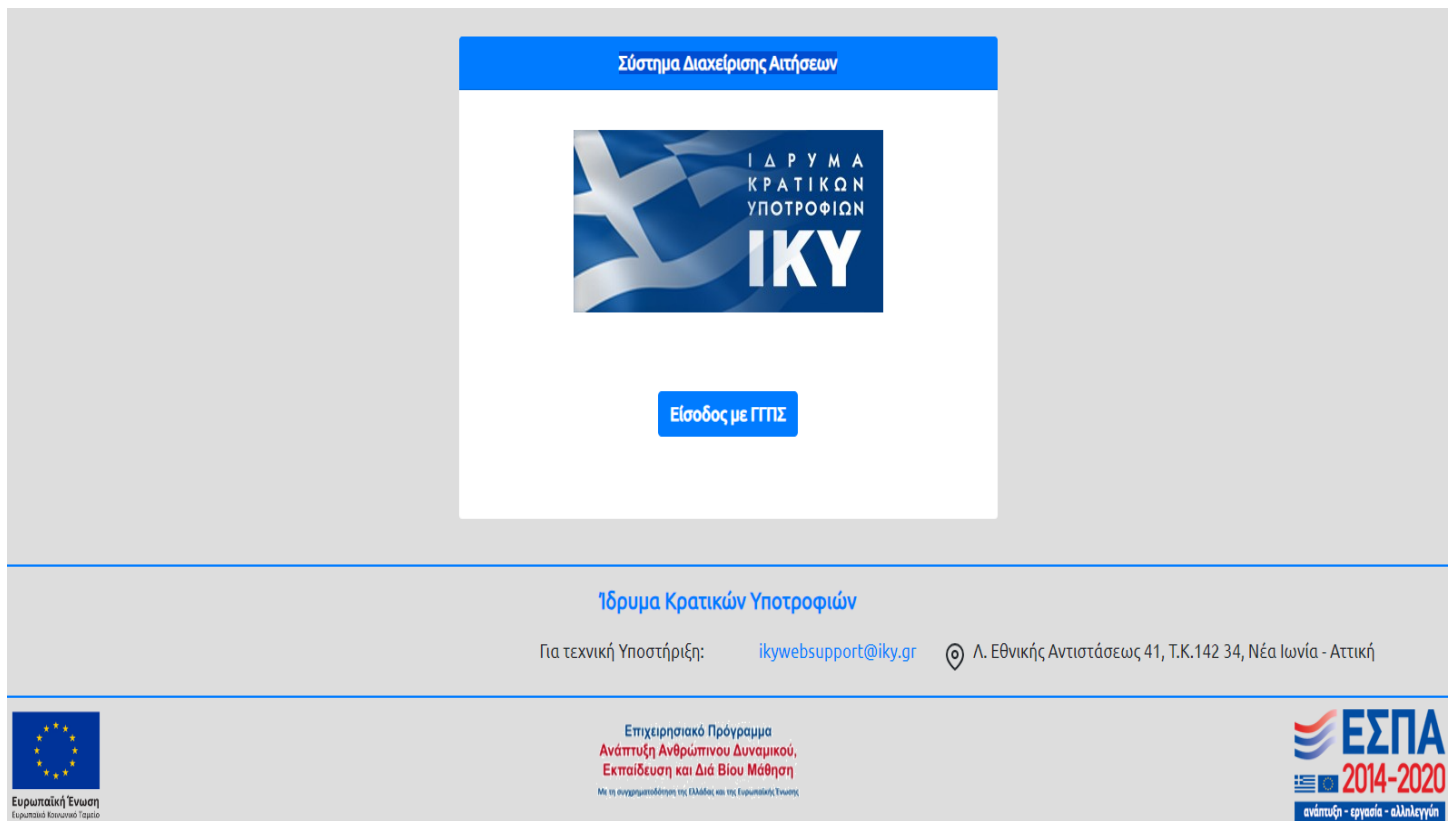 Σύστημα Διαχείρισης Αιτήσεων
ΙΔΡΥΜΑ
ΚΡΑΤΙΚΩΝ
ΥΠΟΤΡΟΦΙΩΝ
ΙΚΥ
Είσοδος με ΓΓΠΣ
Ίδρυμα Κρατικών Υποτροφιών
Για τεχνική Υποστήριξη: ikywebsupport@iky.gr Λ. Εθνικής Αντιστάσεως 41, Τ.Κ.142 34, Νέα Ιωνία - Αττική
Ευρωπαϊκή Ένωση
Ευρωπαϊκό Κοινωνικό Ταμείο
Επιχειρησιακό Πρόγραμμα
Ανάπτυξη Ανθρώπινου Δυναμικού,
Εκπαίδευση και Διά Βίου Μάθηση
Με τη συγχρηματοδότηση της Ελλάδας και της Ευρωπαϊκής Ένωσης
ΕΣΠΑ
2014-2020
ανάπτυξη - εργασία - αλληλεγγύη